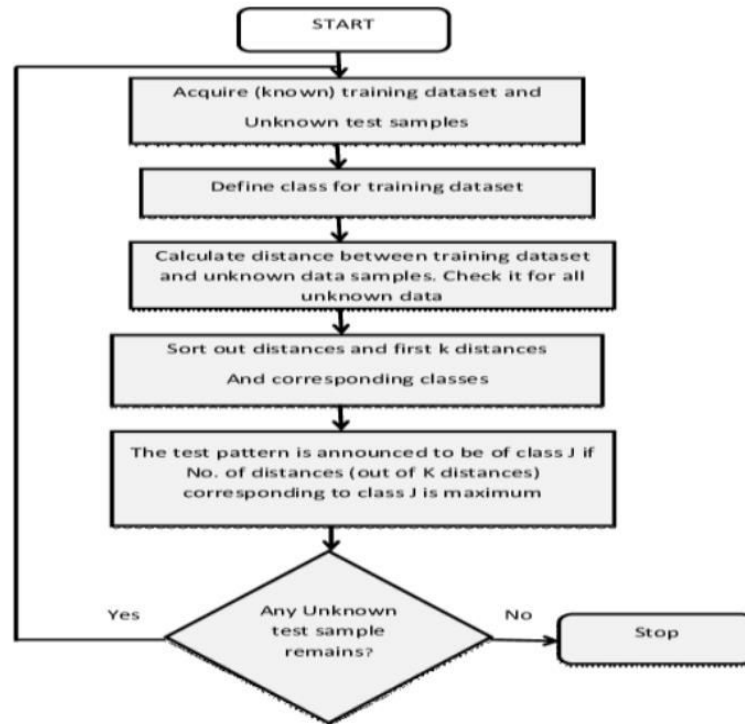 START
Acquire (known) training dataset and
Unknown test samples
Define class for training dataset
Calculate distance between training dataset
and unknown data samples. Check it for all
unknown data
Sort out distances and first k distances
And corresponding classes
The test pattern is announced to be of class J if
No. of distances (out of K distances)
corresponding to class J is maximum
Any Unknown
test sample
remains?
Yes
No
Stop